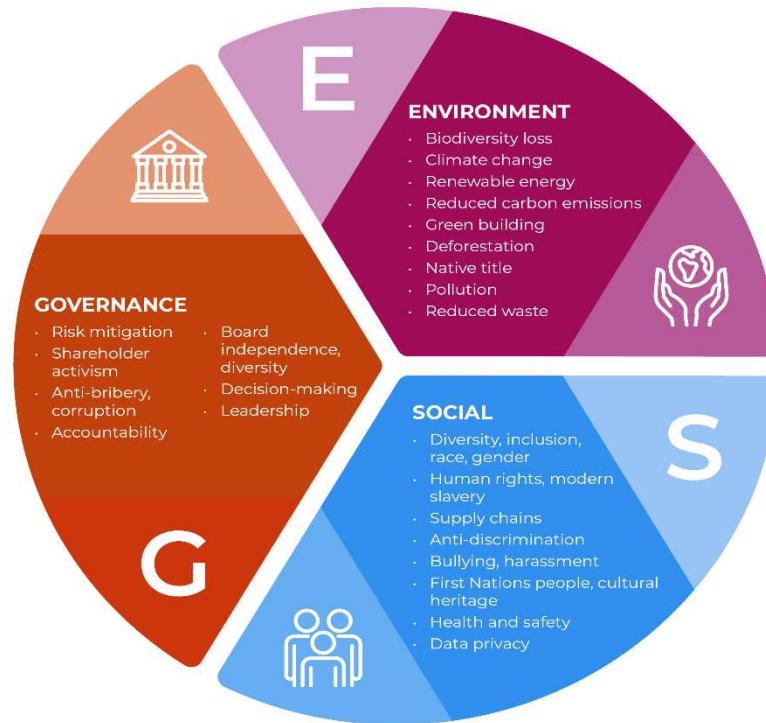 E
ENVIRONMENT
· Biodiversity loss
· Climate change
· Renewable energy
· Reduced carbon emissions
· Green building
· Deforestation
· Native title
· Pollution
· Reduced waste
GOVERNANCE
· Risk mitigation
· Shareholder
activism
· Anti-bribery,
corruption
· Accountability
· Board
independence,
diversity
· Decision-making
· Leadership
G
SOCIAL
· Diversity, inclusion,
race, gender
· Human rights, modern
slavery
· Supply chains
· Anti-discrimination
· Bullying, harassment
· First Nations people, cultural
heritage
· Health and safety
· Data privacy
S